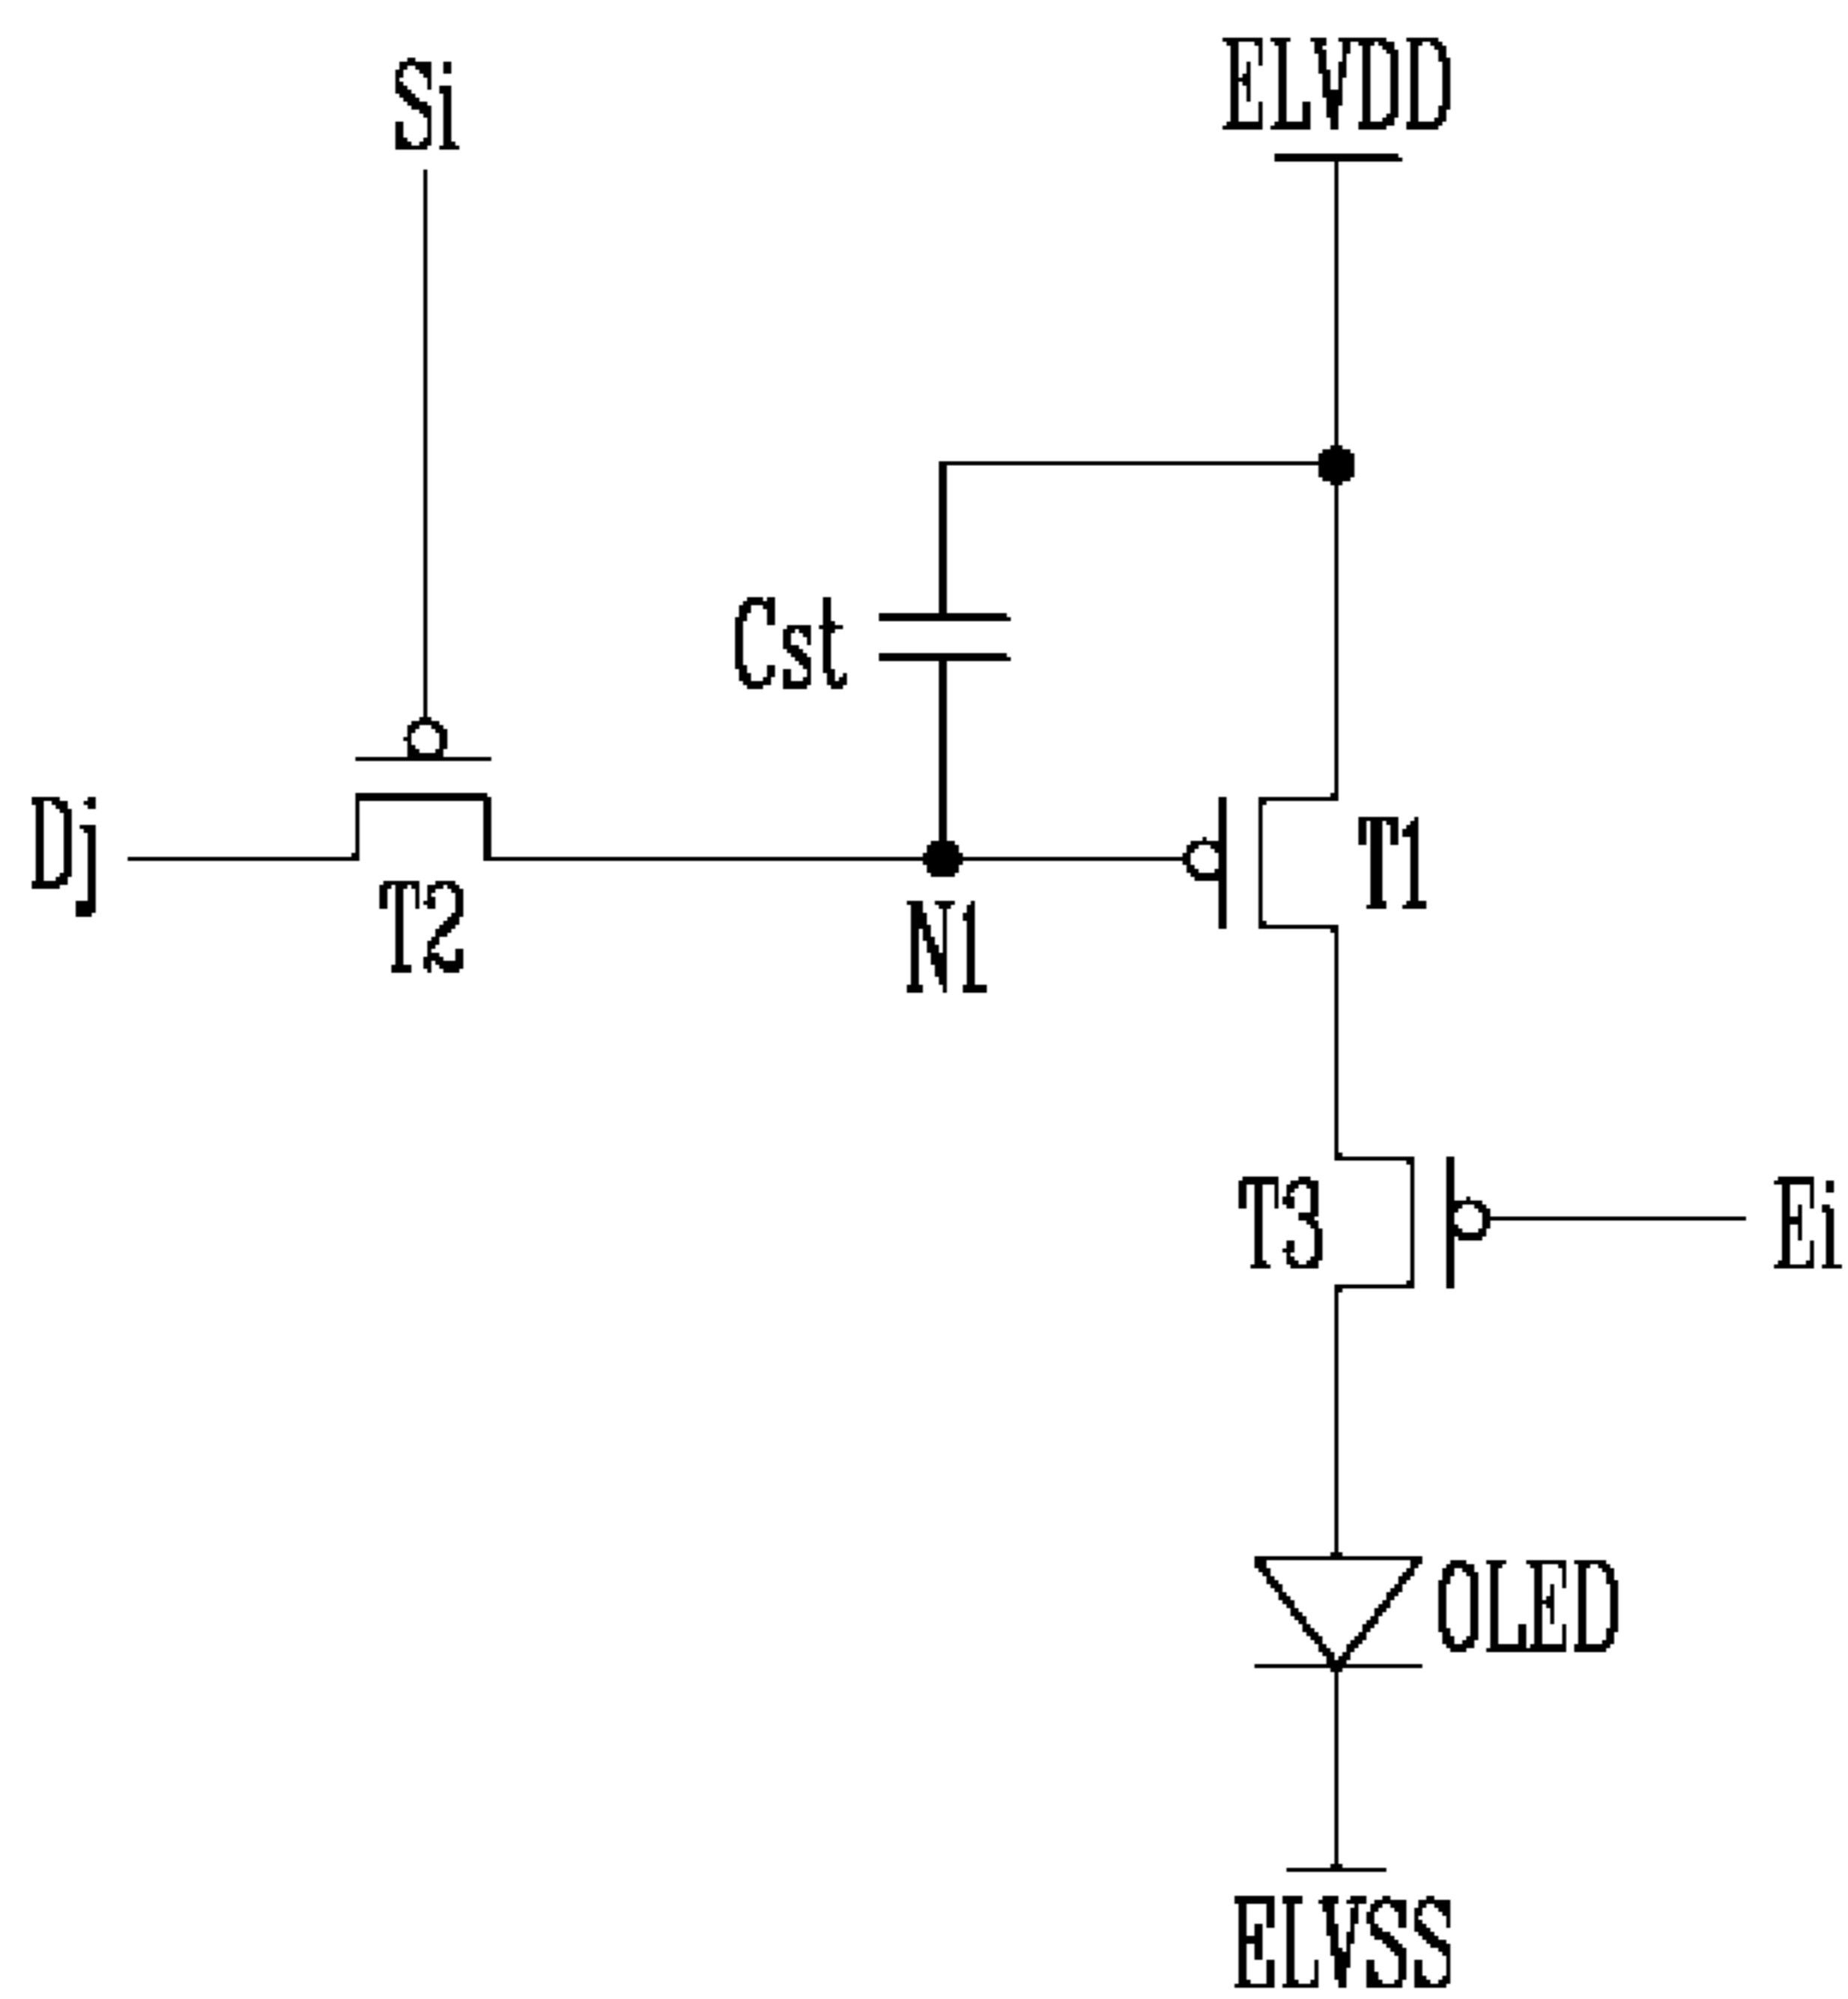 ELVDD
Si
Cst
Dj
T1
T2
N1
T3
Ei
OLED
ELVSS